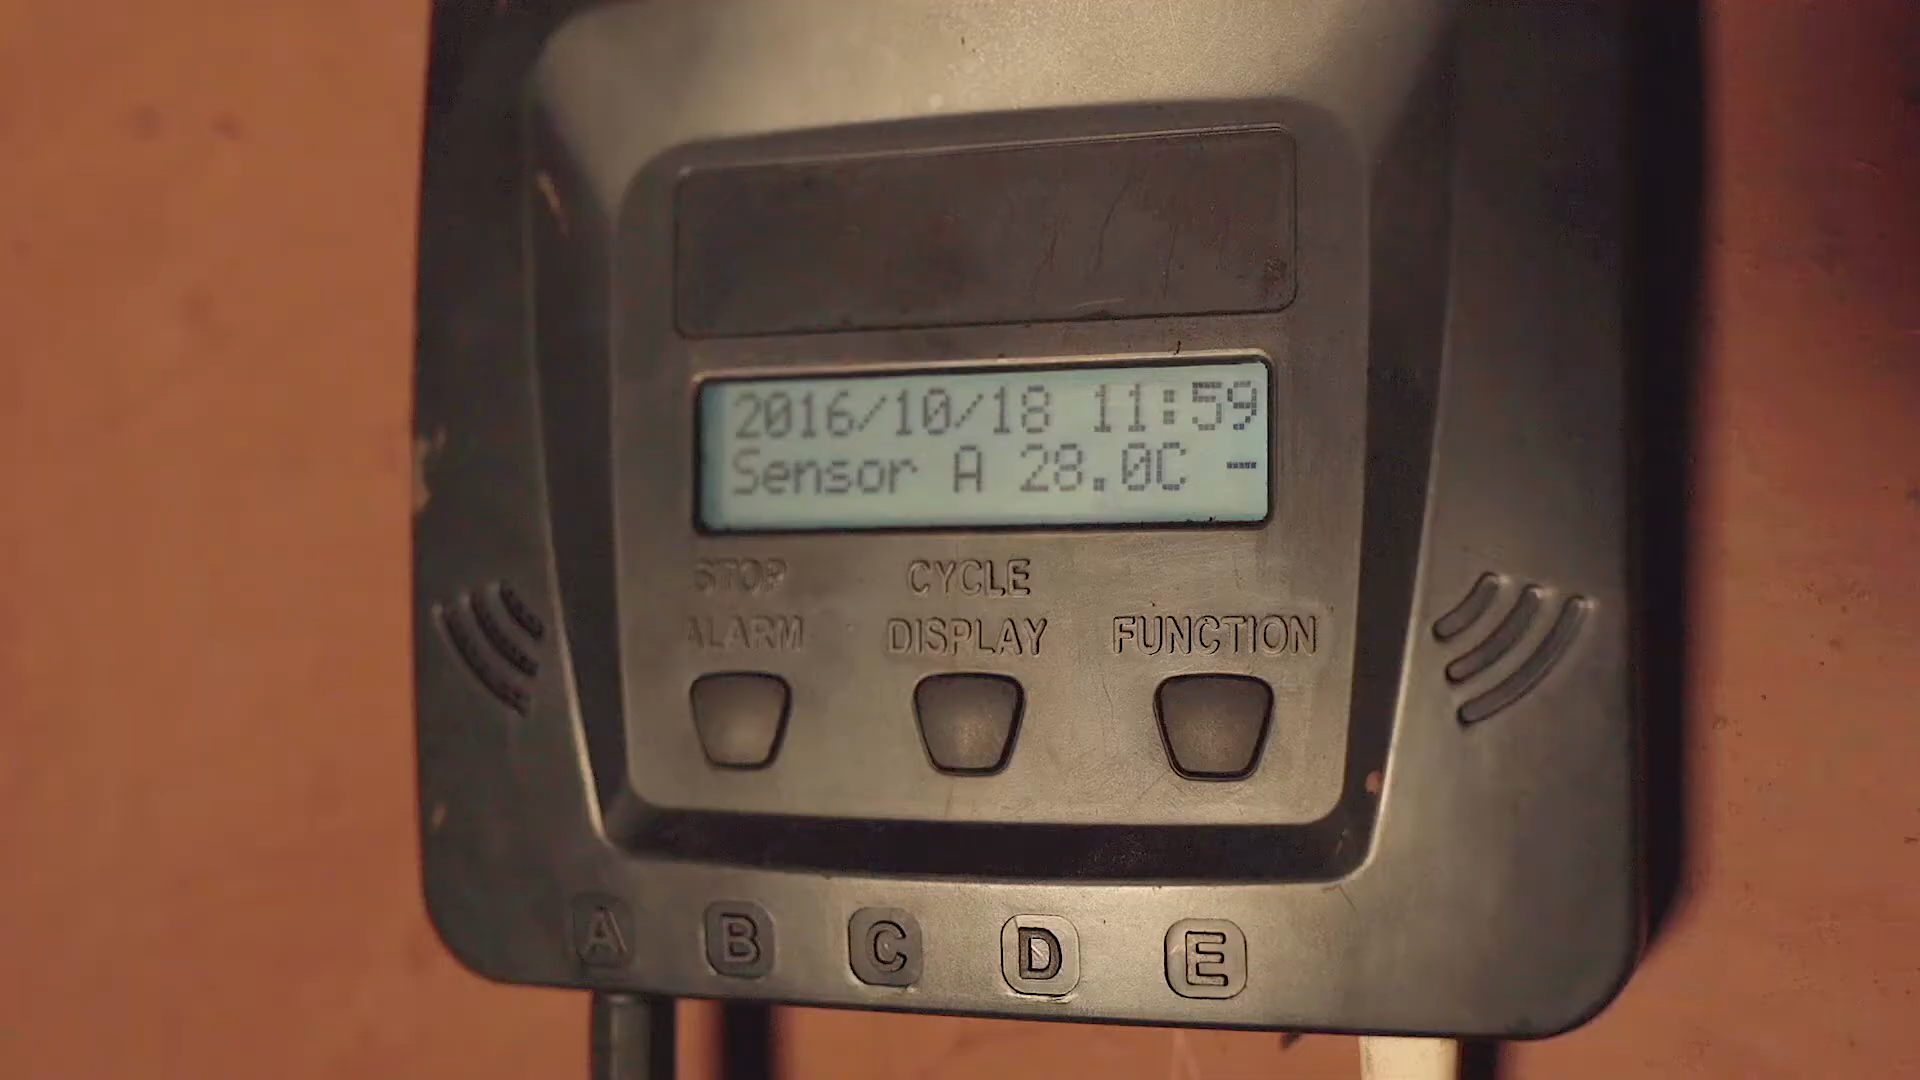 2016/10/18 11:59
Sensor A 28.0C -
STOP
ALARM
CYCLE
DISPLAY
FUNCTION
A B C D E